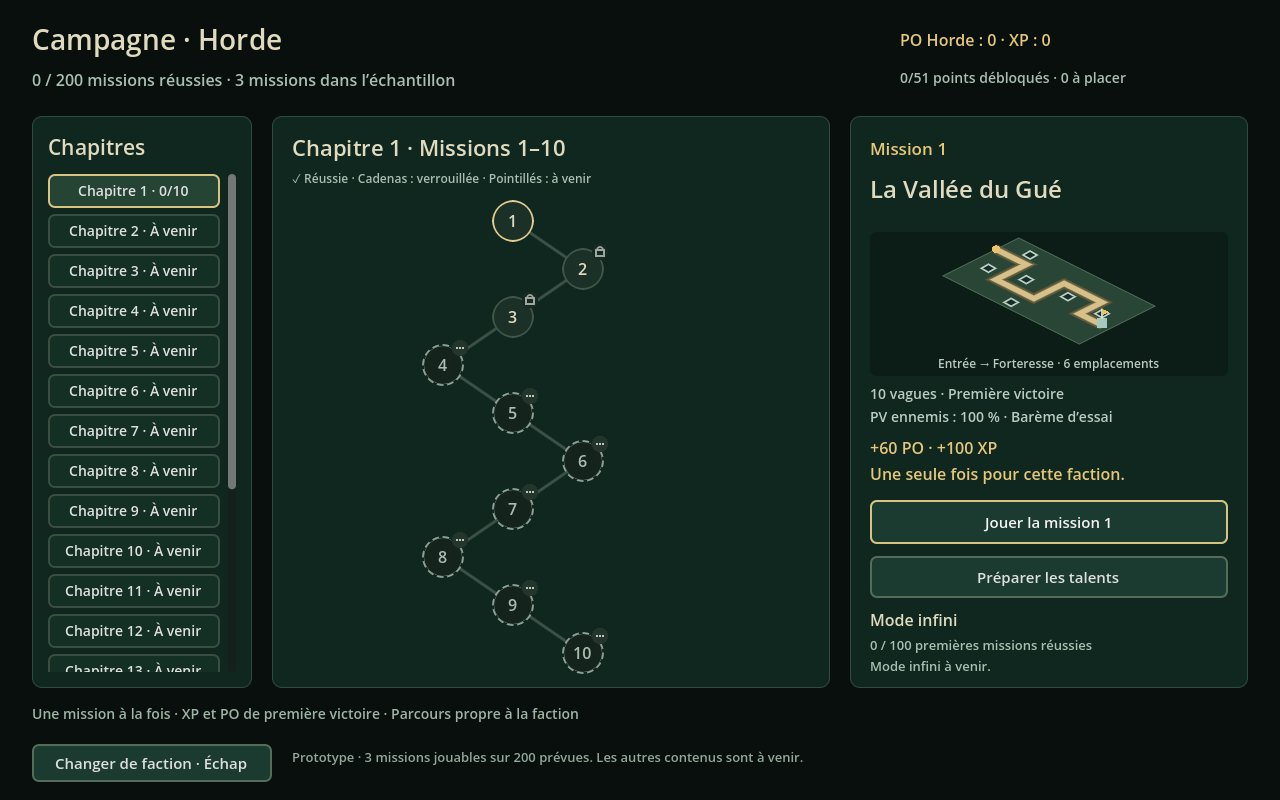 Campagne · Horde
0 / 200 missions réussies · 3 missions dans l’échantillon
PO Horde : 0 · XP : 0
0/51 points débloqués · 0 à placer
Chapitres
Chapitre 1 · 0/10
Chapitre 2 · À venir
Chapitre 3 · À venir
Chapitre 4 · À venir
Chapitre 5 · À venir
Chapitre 6 · À venir
Chapitre 7 · À venir
Chapitre 8 · À venir
Chapitre 9 · À venir
Chapitre 10 · À venir
Chapitre 11 · À venir
Chapitre 12 · À venir
Chapitre 13 · À venir
Chapitre 1 · Missions 1–10
✓ Réussie · Cadenas : verrouillée · Pointillés : à venir
1
2
3
4
5
6
7
8
9
10
Mission 1
La Vallée du Gué
Entrée → Forteresse · 6 emplacements
10 vagues · Première victoire
PV ennemis : 100 % · Barème d’essai
+60 PO · +100 XP
Une seule fois pour cette faction.
Jouer la mission 1
Préparer les talents
Mode infini
0 / 100 premières missions réussies
Mode infini à venir.
Une mission à la fois · XP et PO de première victoire · Parcours propre à la faction
Changer de faction · Échap
Prototype · 3 missions jouables sur 200 prévues. Les autres contenus sont à venir.